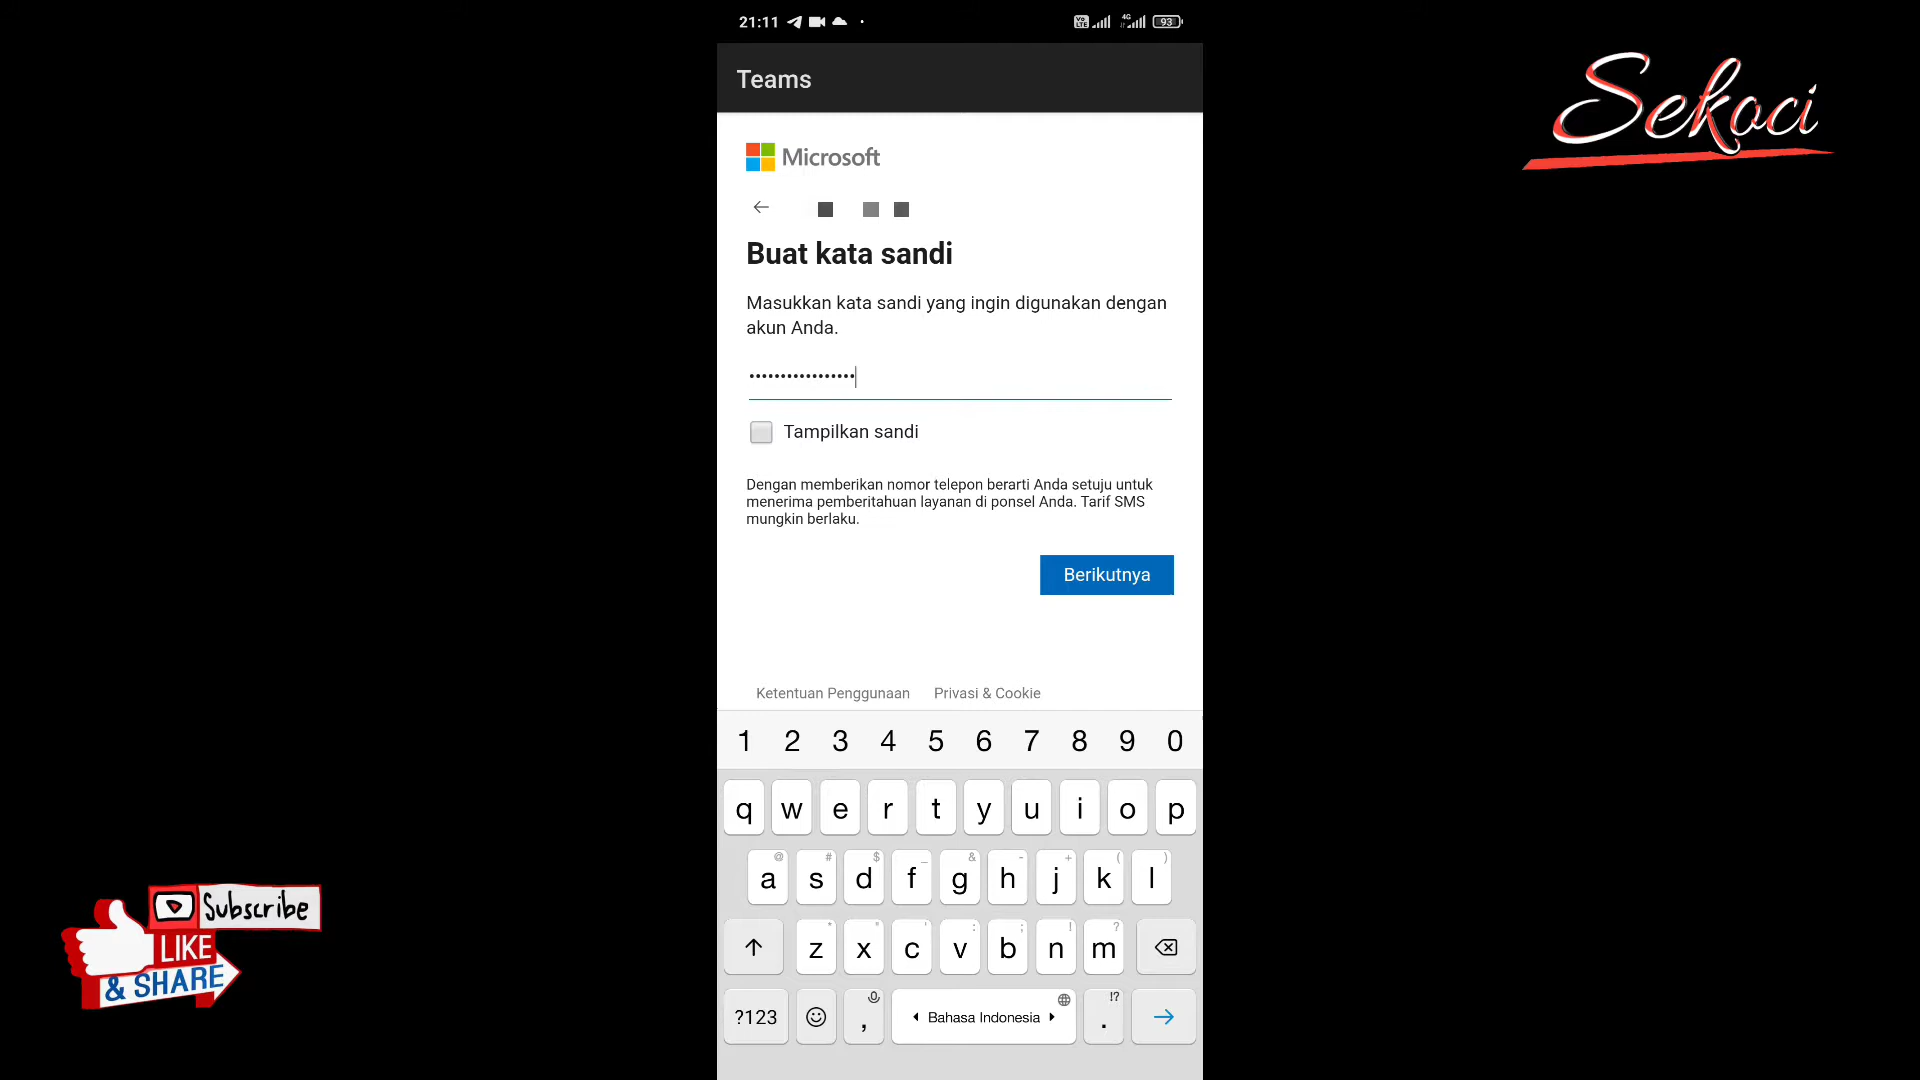 21:11
Vo LTE 4G 93
Sekoci
Teams
Microsoft
Buat kata sandi
Masukkan kata sandi yang ingin digunakan dengan
akun Anda.
•••••••••••••••••
Tampilkan sandi
Dengan memberikan nomor telepon berarti Anda setuju untuk
menerima pemberitahuan layanan di ponsel Anda. Tarif SMS
mungkin berlaku.
Berikutnya
Ketentuan Penggunaan Privasi & Cookie
1 2 3 4 5 6 7 8 9 0
q w e r t y u i o p
@ # $ _ & - + ( )
a s d f g h j k l
* " ' : ; ! ?
z x c v b n m
!?
?123 , Bahasa Indonesia .
Subscribe
LIKE
& SHARE